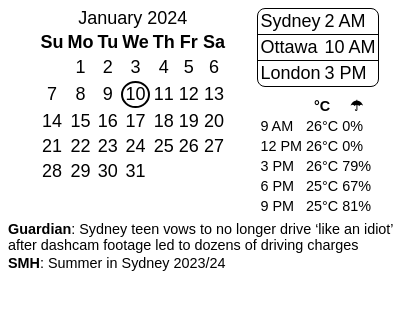 January 2024
Su Mo Tu We Th Fr Sa
1 2 3 4 5 6
7 8 9 10 11 12 13
14 15 16 17 18 19 20
21 22 23 24 25 26 27
28 29 30 31
Sydney 2 AM
Ottawa 10 AM
London 3 PM
°C ☂
9 AM 26°C 0%
12 PM 26°C 0%
3 PM 26°C 79%
6 PM 25°C 67%
9 PM 25°C 81%
Guardian: Sydney teen vows to no longer drive ‘like an idiot’
after dashcam footage led to dozens of driving charges
SMH: Summer in Sydney 2023/24